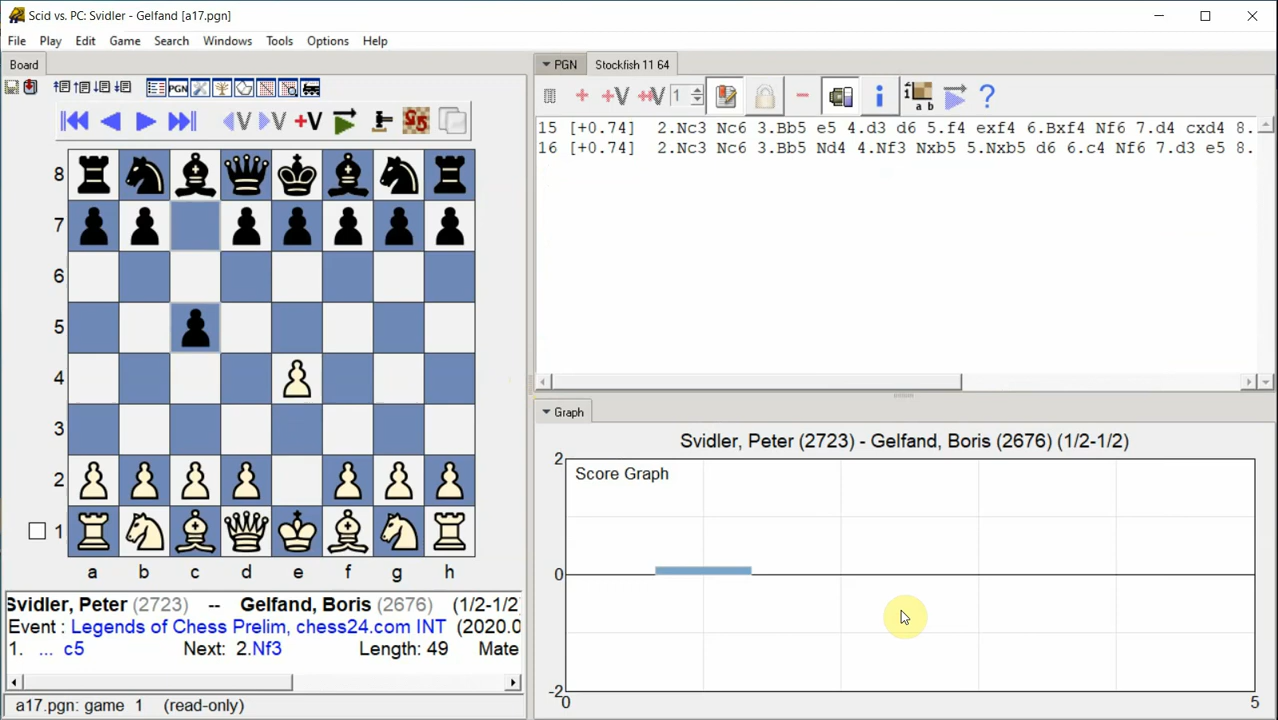 Scid vs. PC: Svidler - Gelfand [a17.pgn]
File Play Edit Game Search Windows Tools Options Help
Board
PGN Stockfish 11 64
PGN
+V
+ +V +V 1 - i a b ?
15 [+0.74] 2.Nc3 Nc6 3.Bb5 e5 4.d3 d6 5.f4 exf4 6.Bxf4 Nf6 7.d4 cxd4 8.
16 [+0.74] 2.Nc3 Nc6 3.Bb5 Nd4 4.Nf3 Nxb5 5.Nxb5 d6 6.c4 Nf6 7.d3 e5 8.
8
7
6
5
4
3
2
1
a b c d e f g h
Graph
Svidler, Peter (2723) - Gelfand, Boris (2676) (1/2-1/2)
2
Score Graph
0
-2
0 5
Svidler, Peter (2723) -- Gelfand, Boris (2676) (1/2-1/2
Event : Legends of Chess Prelim, chess24.com INT (2020.0
1. ... c5 Next: 2.Nf3 Length: 49 Mate
a17.pgn: game 1 (read-only)